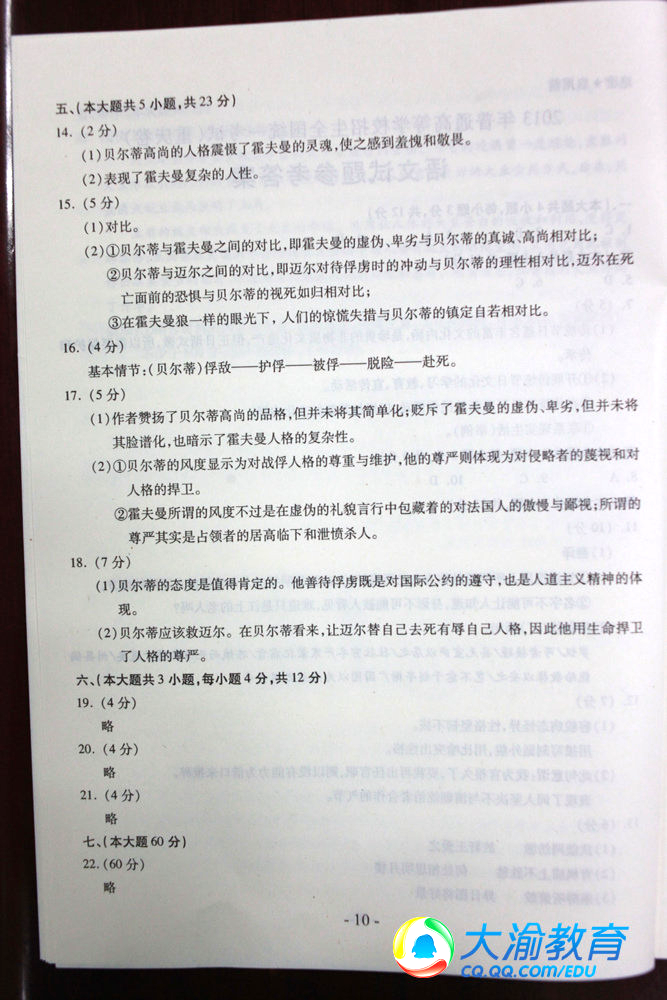 五、(本大题共5小题,共23分)
14. (2分)
(1)贝尔蒂高尚的人格震慑了霍夫曼的灵魂,使之感到羞愧和敬畏。
(2)表现了霍夫曼复杂的人性。
15. (5分)
(1)对比。
(2)①贝尔蒂与霍夫曼之间的对比,即霍夫曼的虚伪、卑劣与贝尔蒂的真诚、高尚相对比;
②贝尔蒂与迈尔之间的对比,即迈尔对待俘虏时的冲动与贝尔蒂的理性相对比,迈尔在死
亡面前的恐惧与贝尔蒂的视死如归相对比;
③在霍夫曼狼一样的眼光下,人们的惊慌失措与贝尔蒂的镇定自若相对比。
16. (4分)
基本情节:(贝尔蒂)俘敌——护俘——被俘——脱险——赴死。
17. (5分)
(1)作者赞扬了贝尔蒂高尚的品格,但并未将其简单化;贬斥了霍夫曼的虚伪、卑劣,但并未将
其脸谱化,也暗示了霍夫曼人格的复杂性。
(2)①贝尔蒂的风度显示为对战俘人格的尊重与维护,他的尊严则体现为对侵略者的蔑视和对
人格的捍卫。
②霍夫曼所谓的风度不过是在虚伪的礼貌言行中包藏着的对法国人的傲慢与鄙视;所谓的
尊严其实是占领者的居高临下和泄愤杀人。
18. (7分)
(1)贝尔蒂的态度是值得肯定的。他善待俘虏既是对国际公约的遵守,也是人道主义精神的体
现。
(2)贝尔蒂应该救迈尔。在贝尔蒂看来,让迈尔替自己去死有辱自己人格,因此他用生命捍卫
了人格的尊严。
六、(本大题共3小题,每小题4分,共12分)
19. (4分)
略
20. (4分)
略
21. (4分)
略
七、(本大题60分)
22. (60分)
略
- 10 -
大渝教育
CQ.QQ.COM/EDU